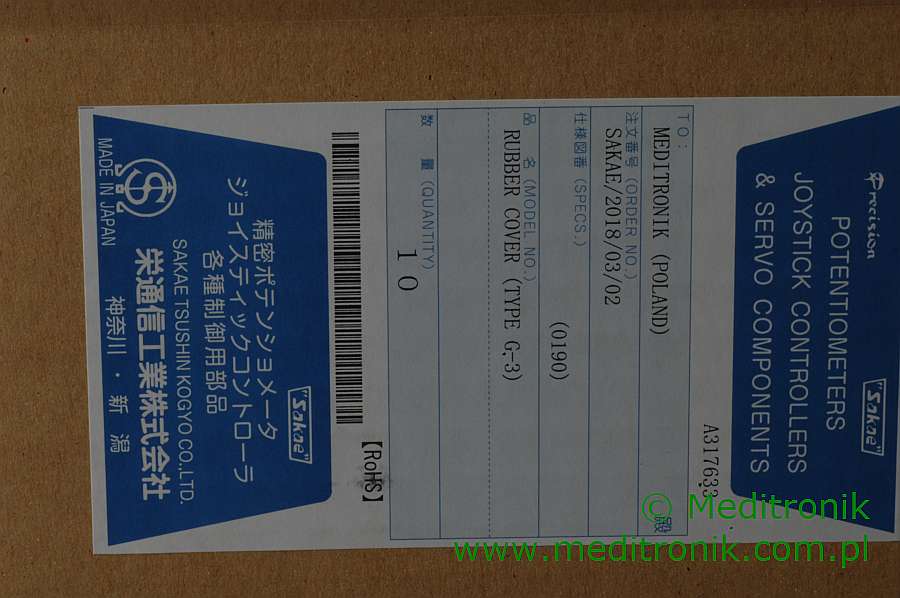 Precision
POTENTIOMETERS
JOYSTICK CONTROLLERS
& SERVO COMPONENTS
"Sakae"
A317633
TO:
MEDITRONIK (POLAND)
殿
注文番号 (ORDER NO.)
SAKAE/2018/03/02
仕様図番 (SPECS.)
(0190)
品 名 (MODEL NO.)
RUBBER COVER (TYPE G-3)
数 量 (QUANTITY)
10
【RoHS】
"Sakae"
精密ポテンショメータ
ジョイスティックコントローラ
各種制御用部品
SAKAE TSUSHIN KOGYO CO.,LTD.
栄通信工業株式会社
神奈川・新潟
MADE IN JAPAN
© Meditronik
www.meditronik.com.pl